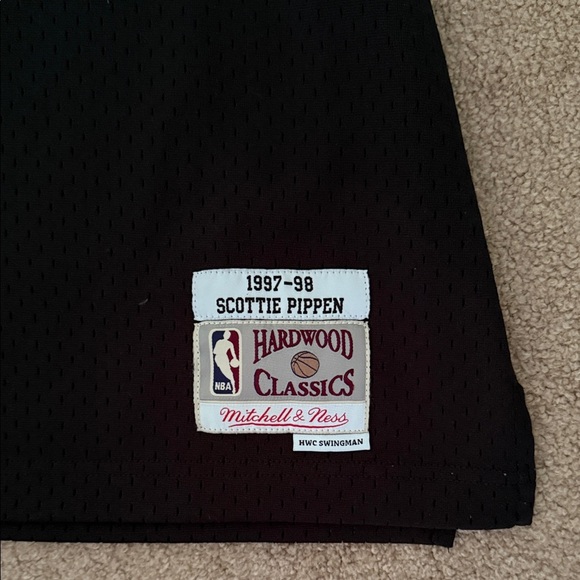 1997-98
SCOTTIE PIPPEN
NBA
HARDWOOD
CLASSICS
Mitchell & Ness
HWC SWINGMAN